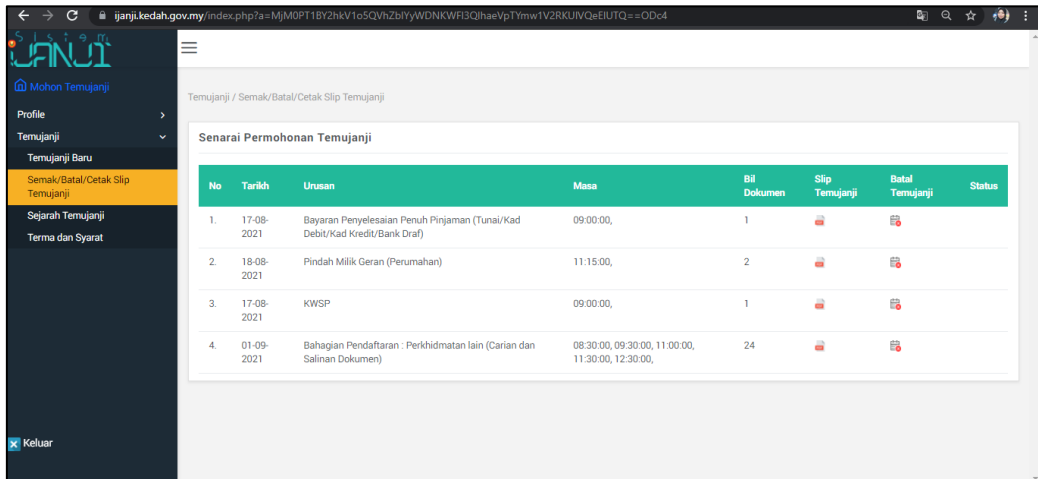 ijanji.kedah.gov.my/index.php?a=MjM0PT1BY2hkV1o5QVhZblYyWDNKWFl3QlhaeVpTYmw1V2RKUlVQeElUTQ==ODc4
Sistem
iJANJI
Mohon Temujanji
Profile
Temujanji
Temujanji Baru
Semak/Batal/Cetak Slip
Temujanji
Sejarah Temujanji
Terma dan Syarat
Keluar
Temujanji / Semak/Batal/Cetak Slip Temujanji
Senarai Permohonan Temujanji
No Tarikh Urusan Masa Bil Dokumen Slip Temujanji Batal Temujanji Status
1. 17-08-2021 Bayaran Penyelesaian Penuh Pinjaman (Tunai/Kad Debit/Kad Kredit/Bank Draf) 09:00:00, 1
2. 18-08-2021 Pindah Milik Geran (Perumahan) 11:15:00, 2
3. 17-08-2021 KWSP 09:00:00, 1
4. 01-09-2021 Bahagian Pendaftaran : Perkhidmatan lain (Carian dan Salinan Dokumen) 08:30:00, 09:30:00, 11:00:00, 11:30:00, 12:30:00, 24